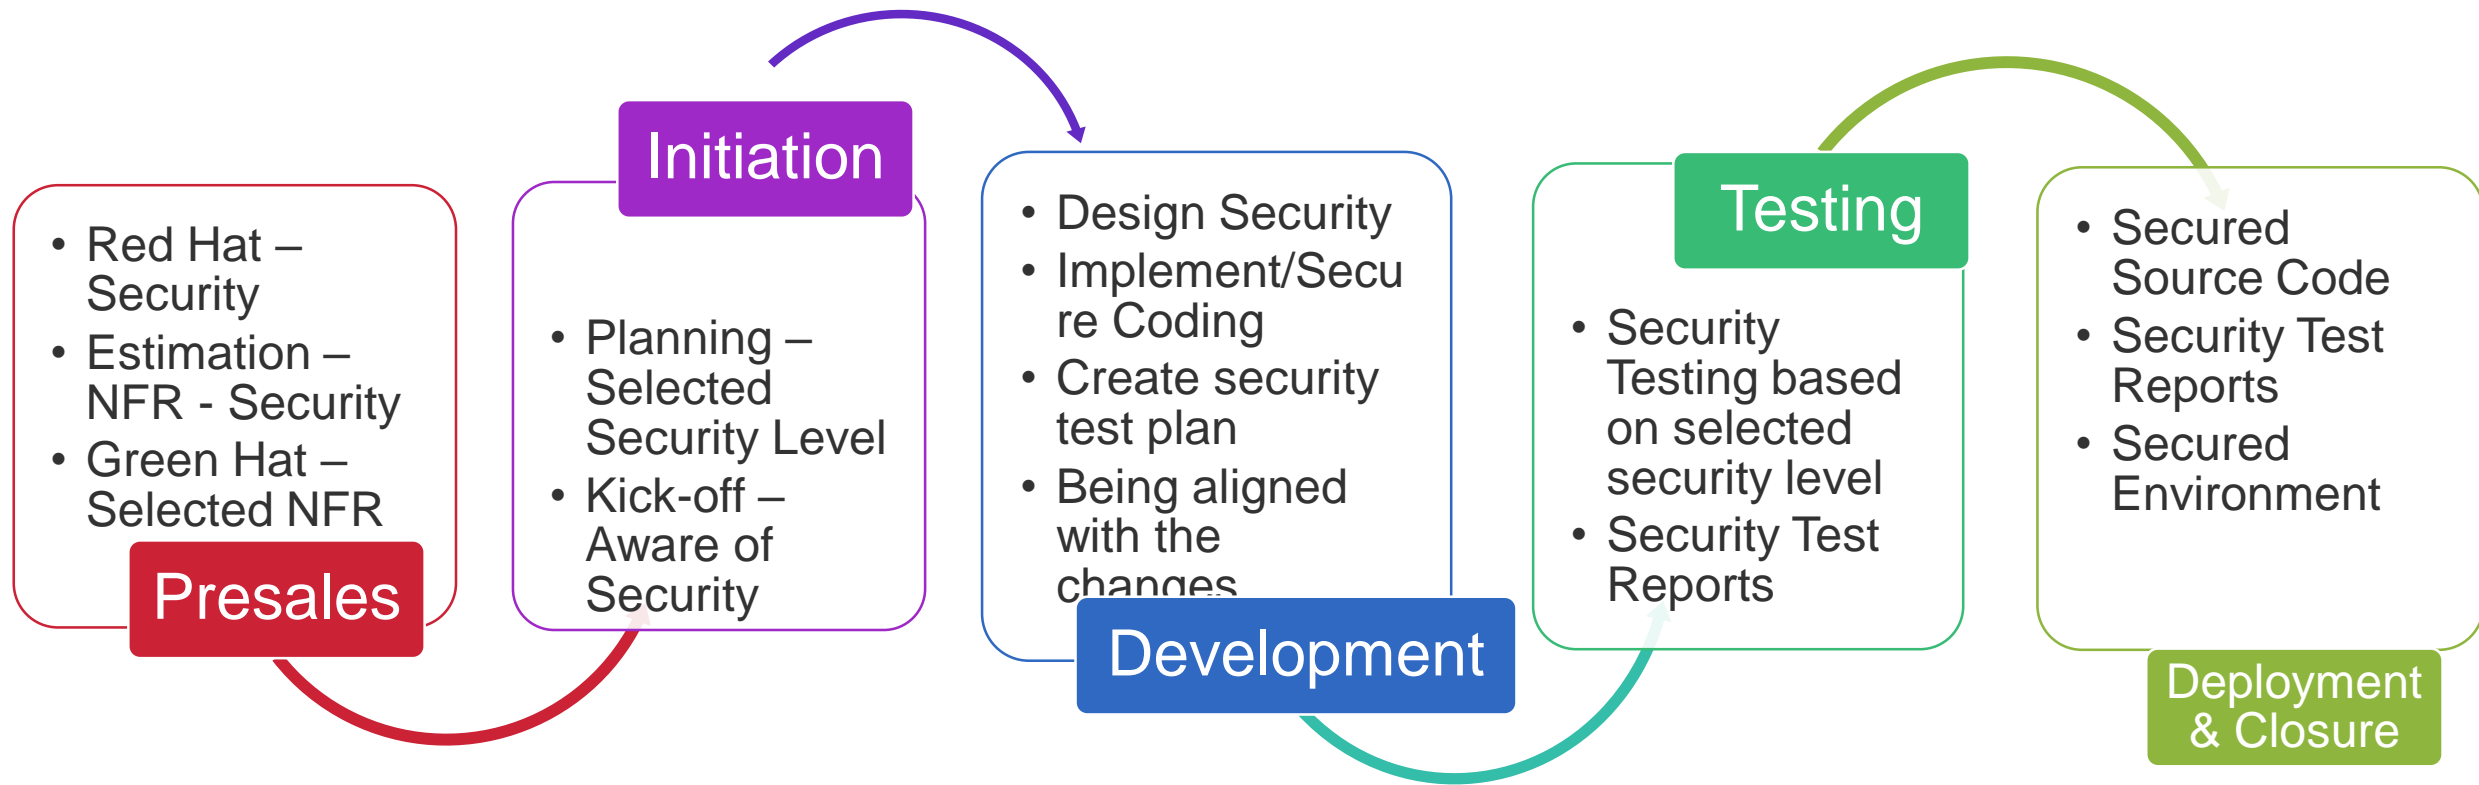 • Red Hat –
Security
• Estimation –
NFR - Security
• Green Hat –
Selected NFR
Presales
Initiation
• Planning –
Selected
Security Level
• Kick-off –
Aware of
Security
• Design Security
• Implement/Secu
re Coding
• Create security
test plan
• Being aligned
with the
changes
Development
Testing
• Security
Testing based
on selected
security level
• Security Test
Reports
• Secured
Source Code
• Security Test
Reports
• Secured
Environment
Deployment
& Closure